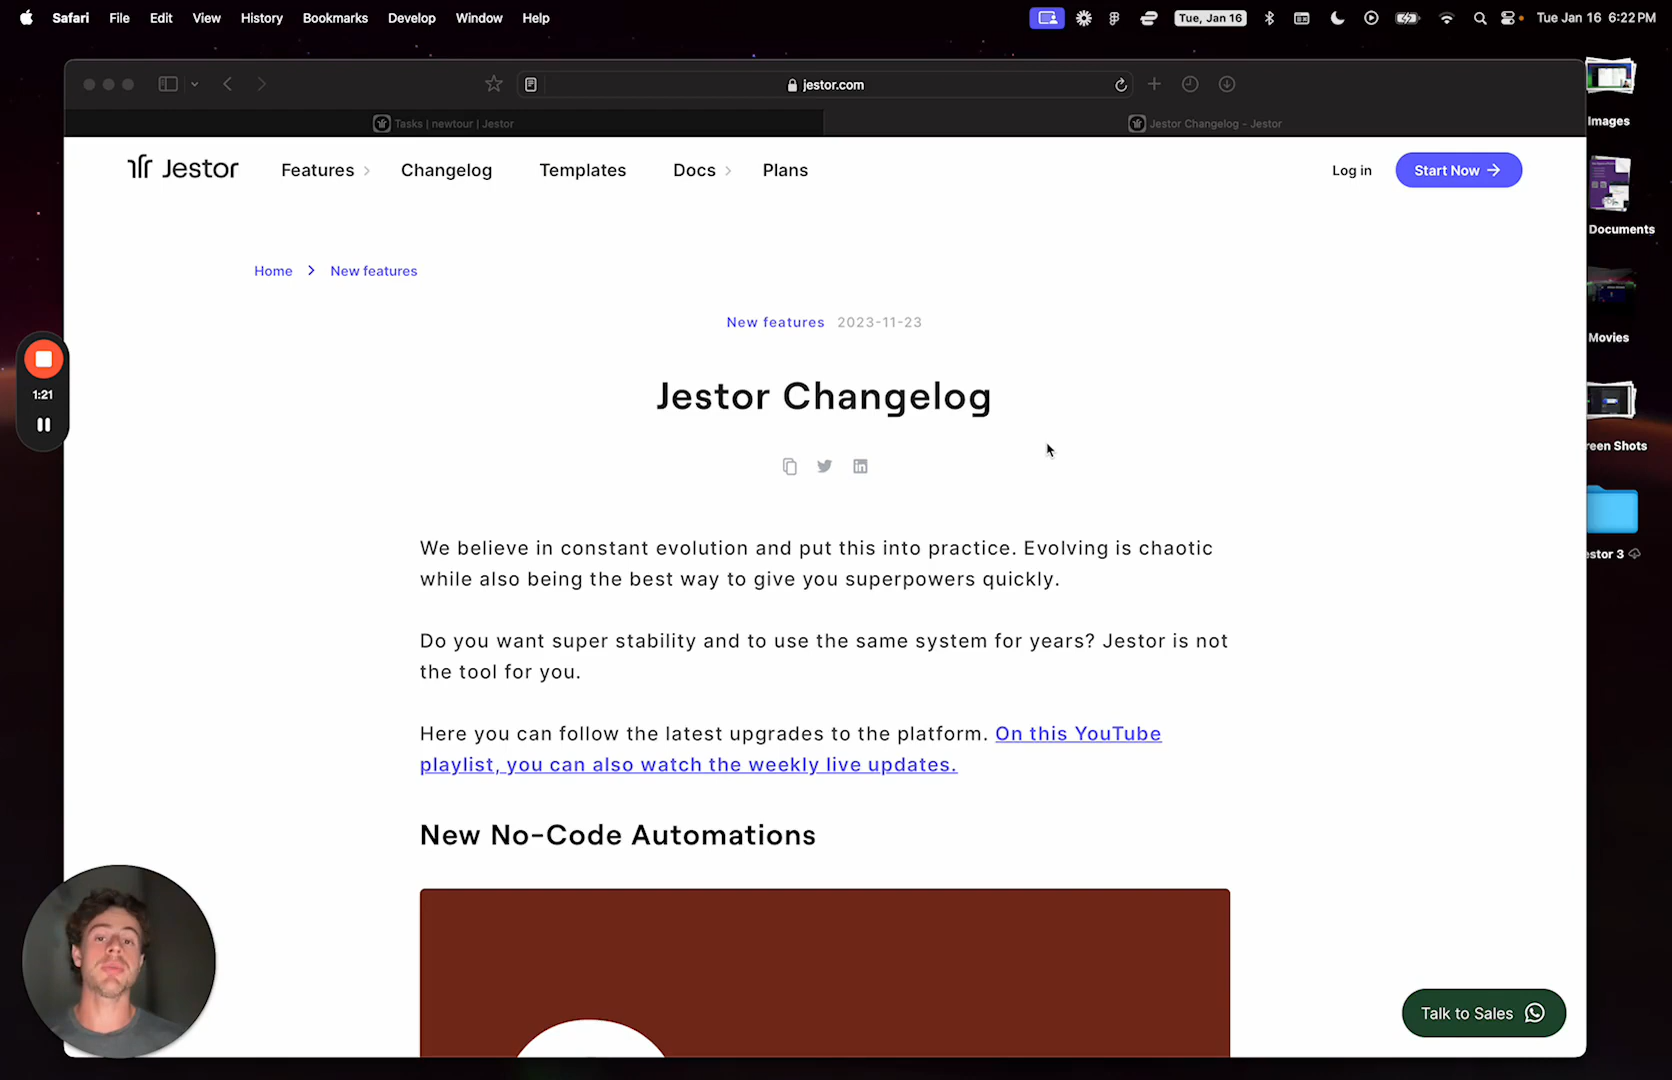 Safari File Edit View History Bookmarks Develop Window Help
Tue, Jan 16
Tue Jan 16 6:22 PM
jestor.com
Tasks | newtour | Jestor
Jestor Changelog - Jestor
Jestor
Features
Changelog
Templates
Docs
Plans
Log in
Start Now
Home
New features
New features 2023-11-23
Jestor Changelog
We believe in constant evolution and put this into practice. Evolving is chaotic
while also being the best way to give you superpowers quickly.
Do you want super stability and to use the same system for years? Jestor is not
the tool for you.
Here you can follow the latest upgrades to the platform. On this YouTube
playlist, you can also watch the weekly live updates.
New No-Code Automations
Talk to Sales
1:21
Images
Documents
Movies
reen Shots
estor 3